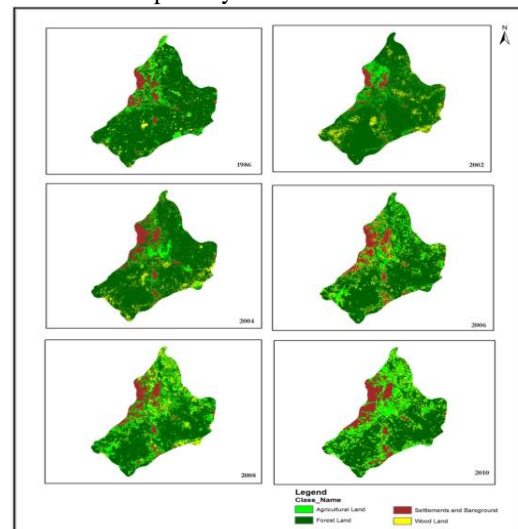 N
1986
2002
2004
2006
2008
2010
Legend
Class_Name
Agricultural Land
Settlements and Bareground
Forest Land
Wood Land